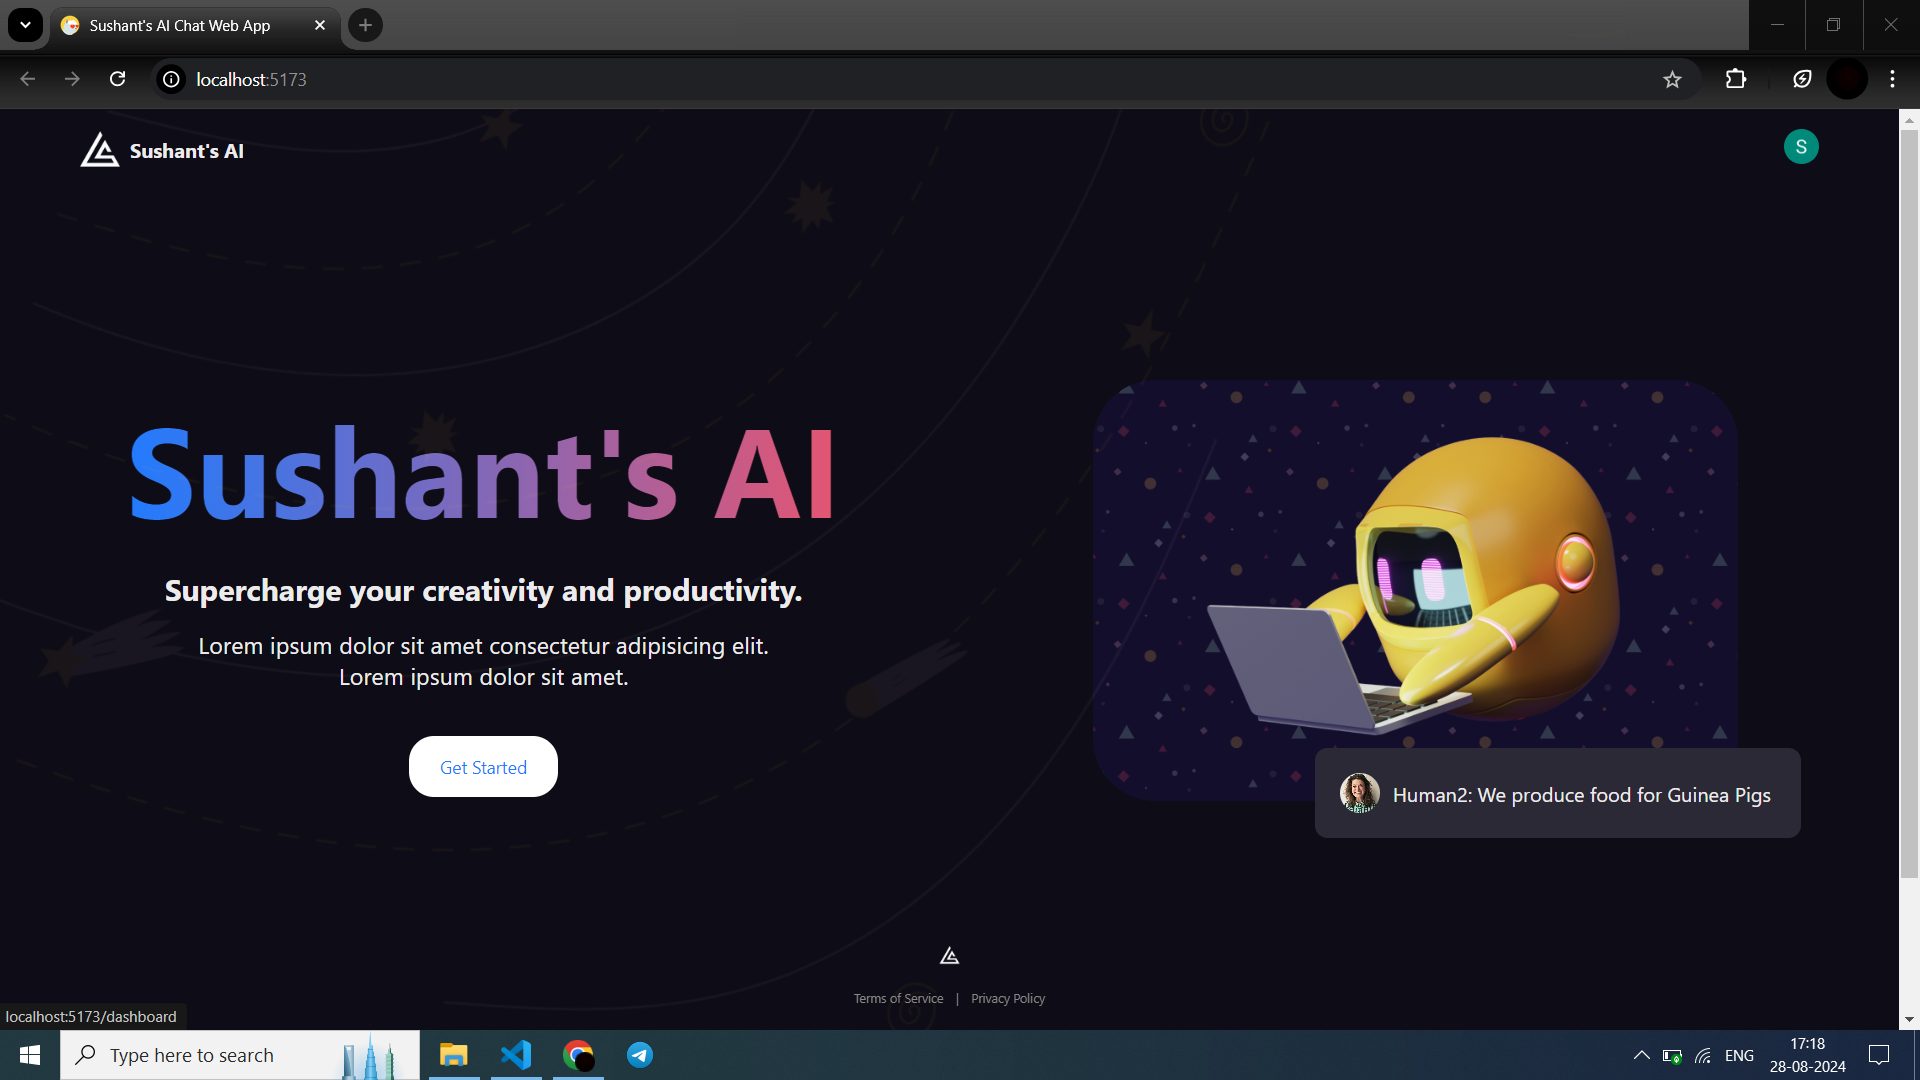 Sushant's AI Chat Web App
localhost:5173
Sushant's AI
S
Sushant's AI
Supercharge your creativity and productivity.
Lorem ipsum dolor sit amet consectetur adipisicing elit.
Lorem ipsum dolor sit amet.
Get Started
Human2: We produce food for Guinea Pigs
Terms of Service | Privacy Policy
localhost:5173/dashboard
Type here to search
ENG
17:18
28-08-2024